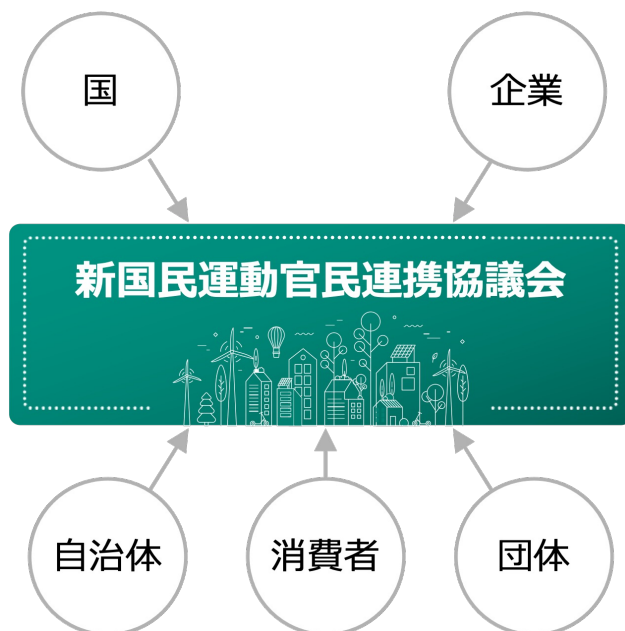 国
企業
新国民運動官民連携協議会
自治体
消費者
団体